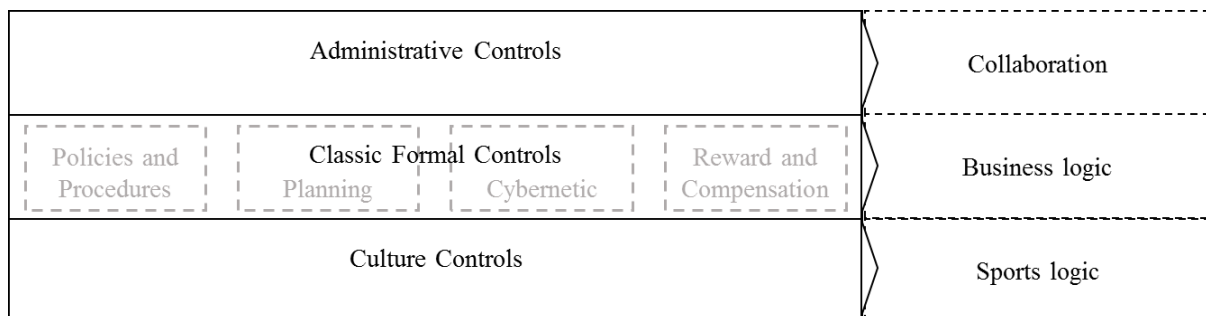 Administrative Controls
Collaboration
Classic Formal Controls
Policies and
Procedures
Planning
Cybernetic
Reward and
Compensation
Business logic
Culture Controls
Sports logic